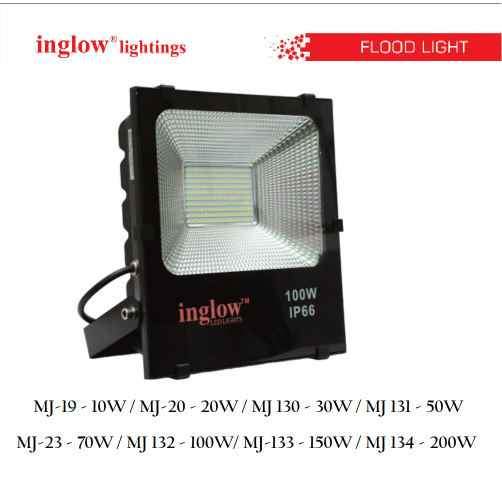 inglow® lightings
FLOOD LIGHT
100W
IP66
inglow™
LED LIGHTS
MJ-19 - 10W / MJ-20 - 20W / MJ 130 - 30W / MJ 131 - 50W
MJ-23 - 70W / MJ 132 - 100W/ MJ-133 - 150W / MJ 134 - 200W